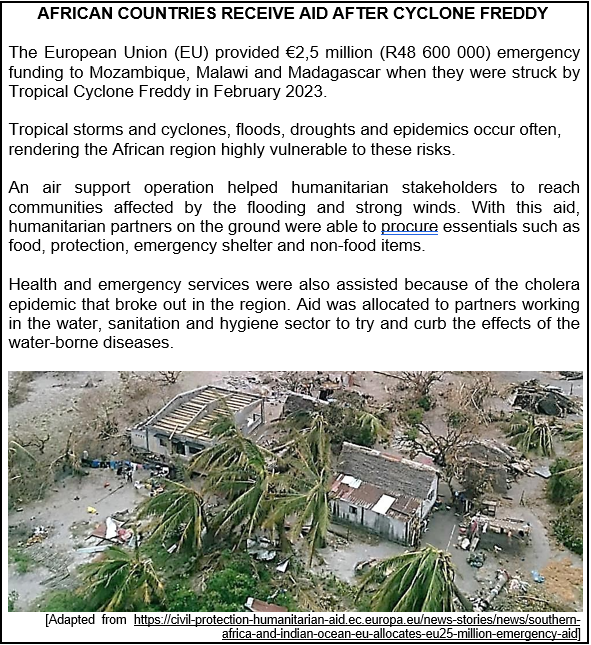 AFRICAN COUNTRIES RECEIVE AID AFTER CYCLONE FREDDY
The European Union (EU) provided €2,5 million (R48 600 000) emergency
funding to Mozambique, Malawi and Madagascar when they were struck by
Tropical Cyclone Freddy in February 2023.
Tropical storms and cyclones, floods, droughts and epidemics occur often,
rendering the African region highly vulnerable to these risks.
An air support operation helped humanitarian stakeholders to reach
communities affected by the flooding and strong winds. With this aid,
humanitarian partners on the ground were able to procure essentials such as
food, protection, emergency shelter and non-food items.
Health and emergency services were also assisted because of the cholera
epidemic that broke out in the region. Aid was allocated to partners working
in the water, sanitation and hygiene sector to try and curb the effects of the
water-borne diseases.
[Adapted from https://civil-protection-humanitarian-aid.ec.europa.eu/news-stories/news/southern-
africa-and-indian-ocean-eu-allocates-eu25-million-emergency-aid]